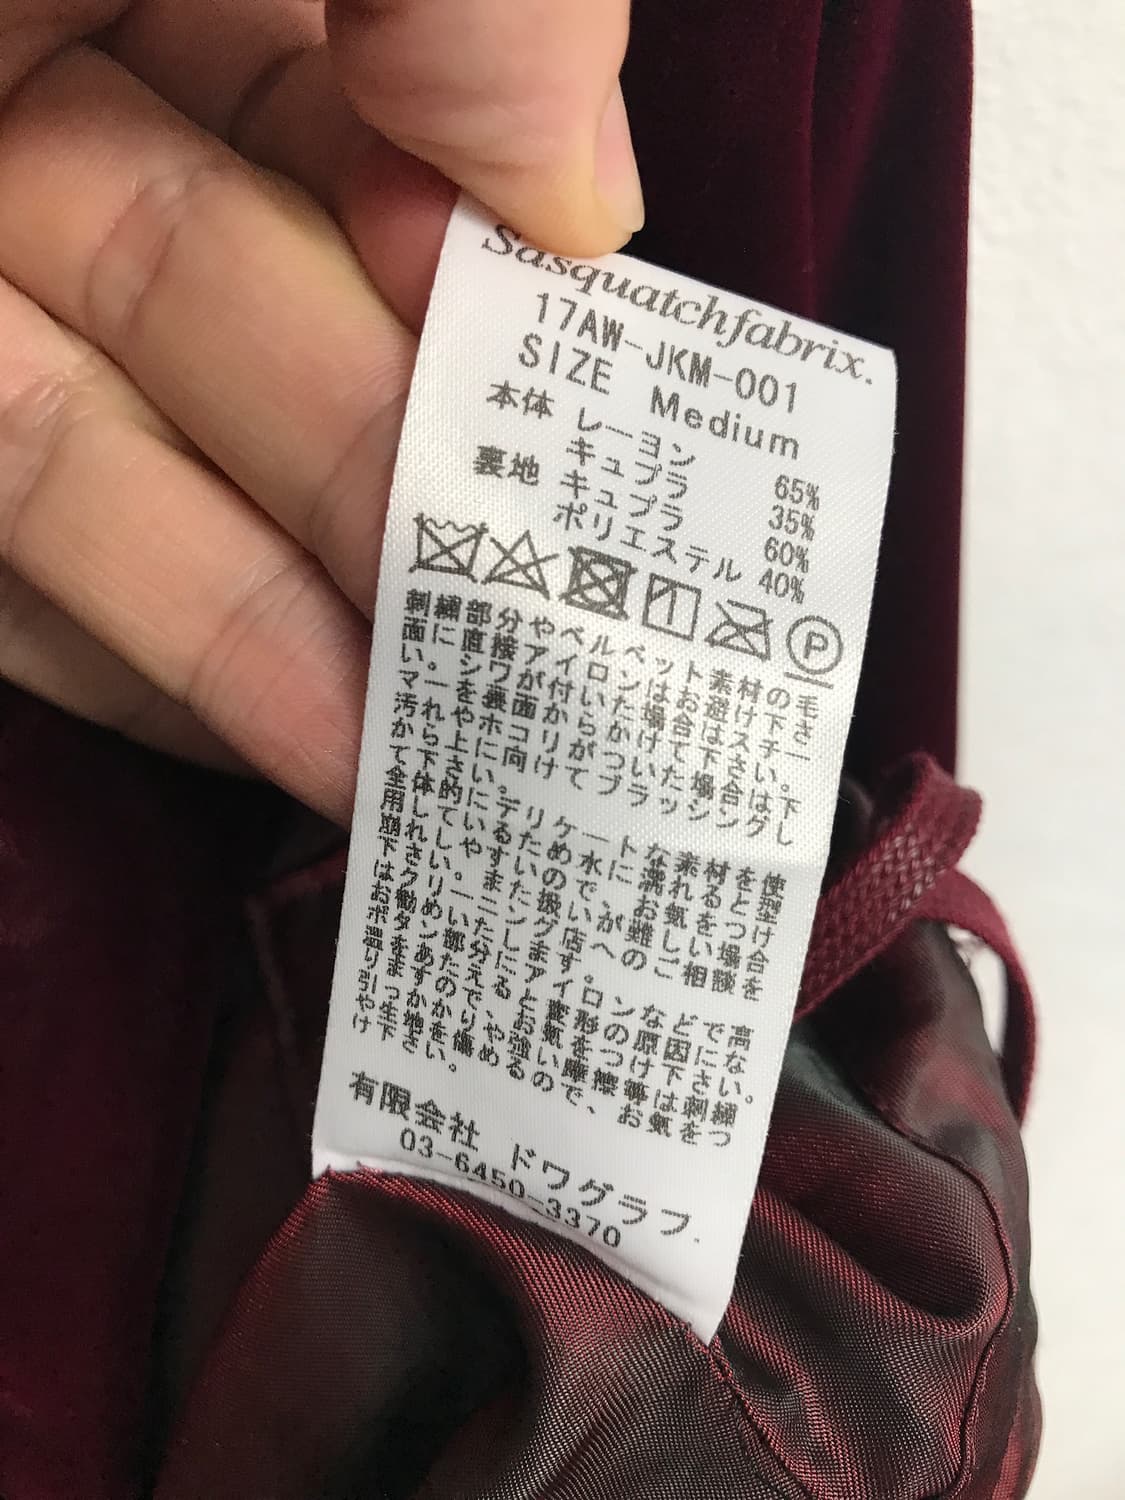 Sasquatchfabrix.
17AW-JKM-001
SIZE Medium
本体 レーヨン 65%
キュプラ 35%
裏地 キュプラ 60%
ポリエステル 40%
P
刺繍部分やベルベット素材の毛
面に直接アイロンはお避け下さ
い。シワが付いた場合はスチー
マーを裏面からかけて下さい。
汚れやホコリがついた場合は下
から上に向けてブラッシングし
て下さい。
全体的にデリケートな素材を使
用しているため水に濡れると型
崩れしやすいので、お気をつけ
下さい。また扱いが難しい場合
はクリーニング店へご相談を
お勧めいたします。
ボタン部分にアイロンなどで高
温をあたえると変形の原因にな
りますのでお気をつけ下さい。
引っかかりや強い摩擦等は刺繍
や生地を傷めるので、お気をつ
け下さい。
有限会社 ドワグラフ.
03-6450-3370